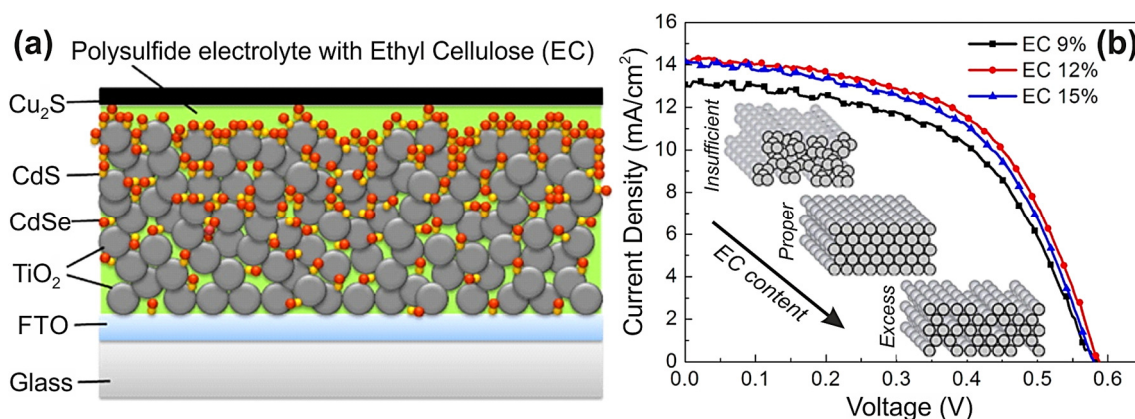 (a)
Polysulfide electrolyte with Ethyl Cellulose (EC)
Cu₂S
CdS
CdSe
TiO₂
FTO
Glass
(b)
EC 9%
EC 12%
EC 15%
Current Density (mA/cm²)
16
14
12
10
8
6
4
2
0
Insufficient
Proper
Excess
EC content
0.0 0.1 0.2 0.3 0.4 0.5 0.6
Voltage (V)